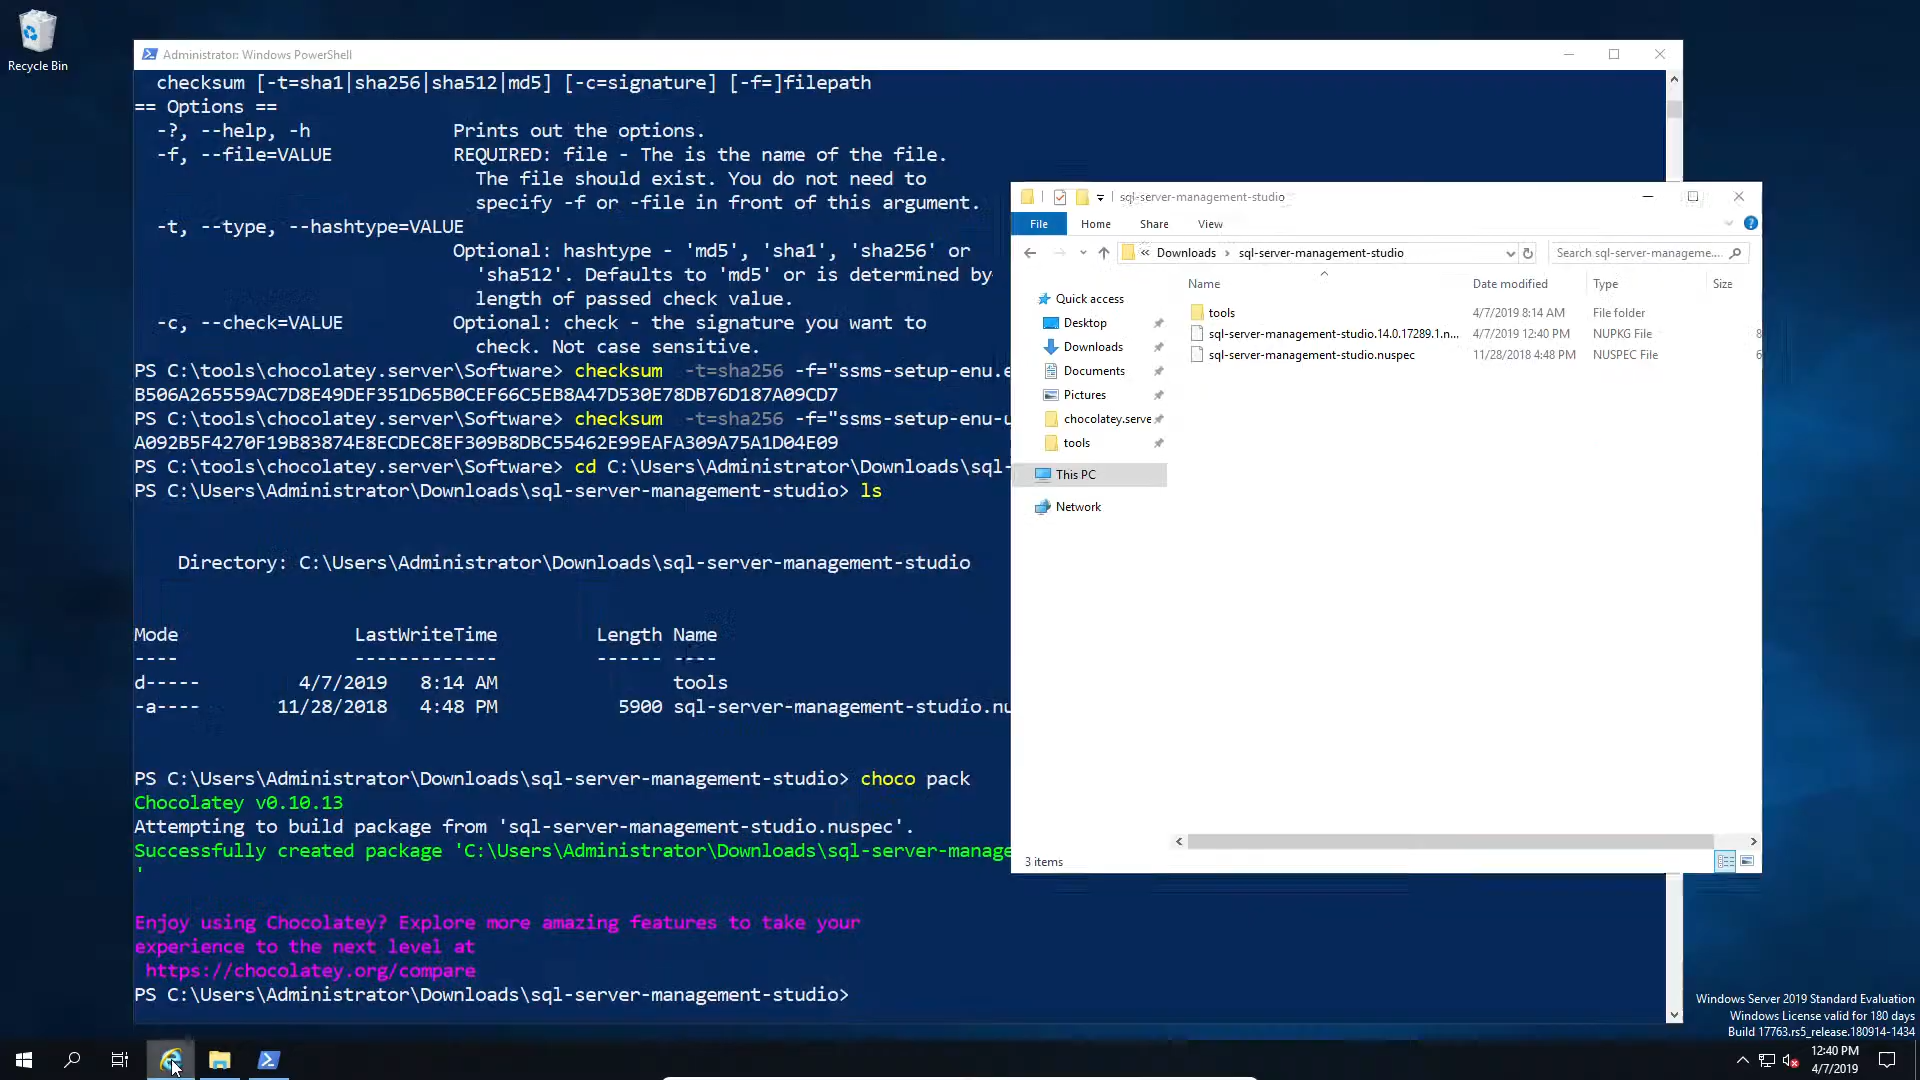 Recycle Bin
Administrator: Windows PowerShell
checksum [-t=sha1|sha256|sha512|md5] [-c=signature] [-f=]filepath
== Options ==
-?, --help, -h Prints out the options.
-f, --file=VALUE REQUIRED: file - The is the name of the file.
The file should exist. You do not need to
specify -f or -file in front of this argument.
-t, --type, --hashtype=VALUE
Optional: hashtype - 'md5', 'sha1', 'sha256' or
'sha512'. Defaults to 'md5' or is determined by
length of passed check value.
-c, --check=VALUE Optional: check - the signature you want to
check. Not case sensitive.
PS C:\tools\chocolatey.server\Software> checksum -t=sha256 -f="ssms-setup-enu.e
B506A265559AC7D8E49DEF351D65B0CEF66C5EB8A47D530E78DB76D187A09CD7
PS C:\tools\chocolatey.server\Software> checksum -t=sha256 -f="ssms-setup-enu-u
A092B5F4270F19B83874E8ECDEC8EF309B8DBC55462E99EAFA309A75A1D04E09
PS C:\tools\chocolatey.server\Software> cd C:\Users\Administrator\Downloads\sql-
PS C:\Users\Administrator\Downloads\sql-server-management-studio> ls
Directory: C:\Users\Administrator\Downloads\sql-server-management-studio
Mode LastWriteTime Length Name
---- ------------- ------ ----
d----- 4/7/2019 8:14 AM tools
-a---- 11/28/2018 4:48 PM 5900 sql-server-management-studio.nu
PS C:\Users\Administrator\Downloads\sql-server-management-studio> choco pack
Chocolatey v0.10.13
Attempting to build package from 'sql-server-management-studio.nuspec'.
Successfully created package 'C:\Users\Administrator\Downloads\sql-server-manage
'
Enjoy using Chocolatey? Explore more amazing features to take your
experience to the next level at
https://chocolatey.org/compare
PS C:\Users\Administrator\Downloads\sql-server-management-studio>
sql-server-management-studio
File Home Share View
« Downloads › sql-server-management-studio Search sql-server-manageme...
Name Date modified Type Size
Quick access
Desktop
Downloads
Documents
Pictures
chocolatey.serve
tools
This PC
Network
tools 4/7/2019 8:14 AM File folder
sql-server-management-studio.14.0.17289.1.n... 4/7/2019 12:40 PM NUPKG File 8
sql-server-management-studio.nuspec 11/28/2018 4:48 PM NUSPEC File 6
3 items
Windows Server 2019 Standard Evaluation
Windows License valid for 180 days
Build 17763.rs5_release.180914-1434
12:40 PM
4/7/2019